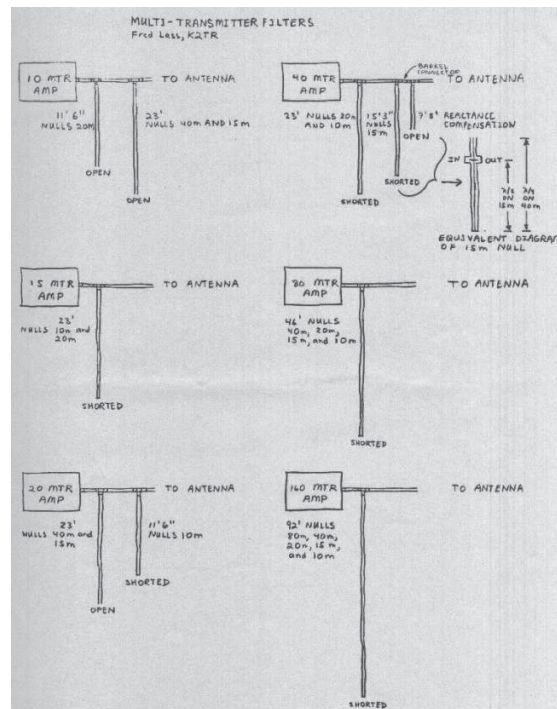 MULTI-TRANSMITTER FILTERS
Fred Lass, K2TR
10 MTR
AMP
TO ANTENNA
11'6"
NULLS 20m
23'
NULLS 40m AND 15m
OPEN
OPEN
40 MTR
AMP
BARREL
CONNECTOR
TO ANTENNA
23' NULLS 20m
AND 10m
15'3"
NULLS
15m
7'8" REACTANCE
COMPENSATION
OPEN
SHORTED
SHORTED
IN
OUT
λ/2
ON
15m
λ/4
ON
40m
EQUIVALENT DIAGRAM
OF 15m NULL
15 MTR
AMP
TO ANTENNA
23'
NULLS
10m and
20m
SHORTED
80 MTR
AMP
TO ANTENNA
46' NULLS
40m, 20m,
15m, and 10m
SHORTED
20 MTR
AMP
TO ANTENNA
23'
NULLS 40m and
15m
11'6"
NULLS 10m
SHORTED
OPEN
160 MTR
AMP
TO ANTENNA
92' NULLS
80m, 40m,
20m, 15m,
and 10m
SHORTED